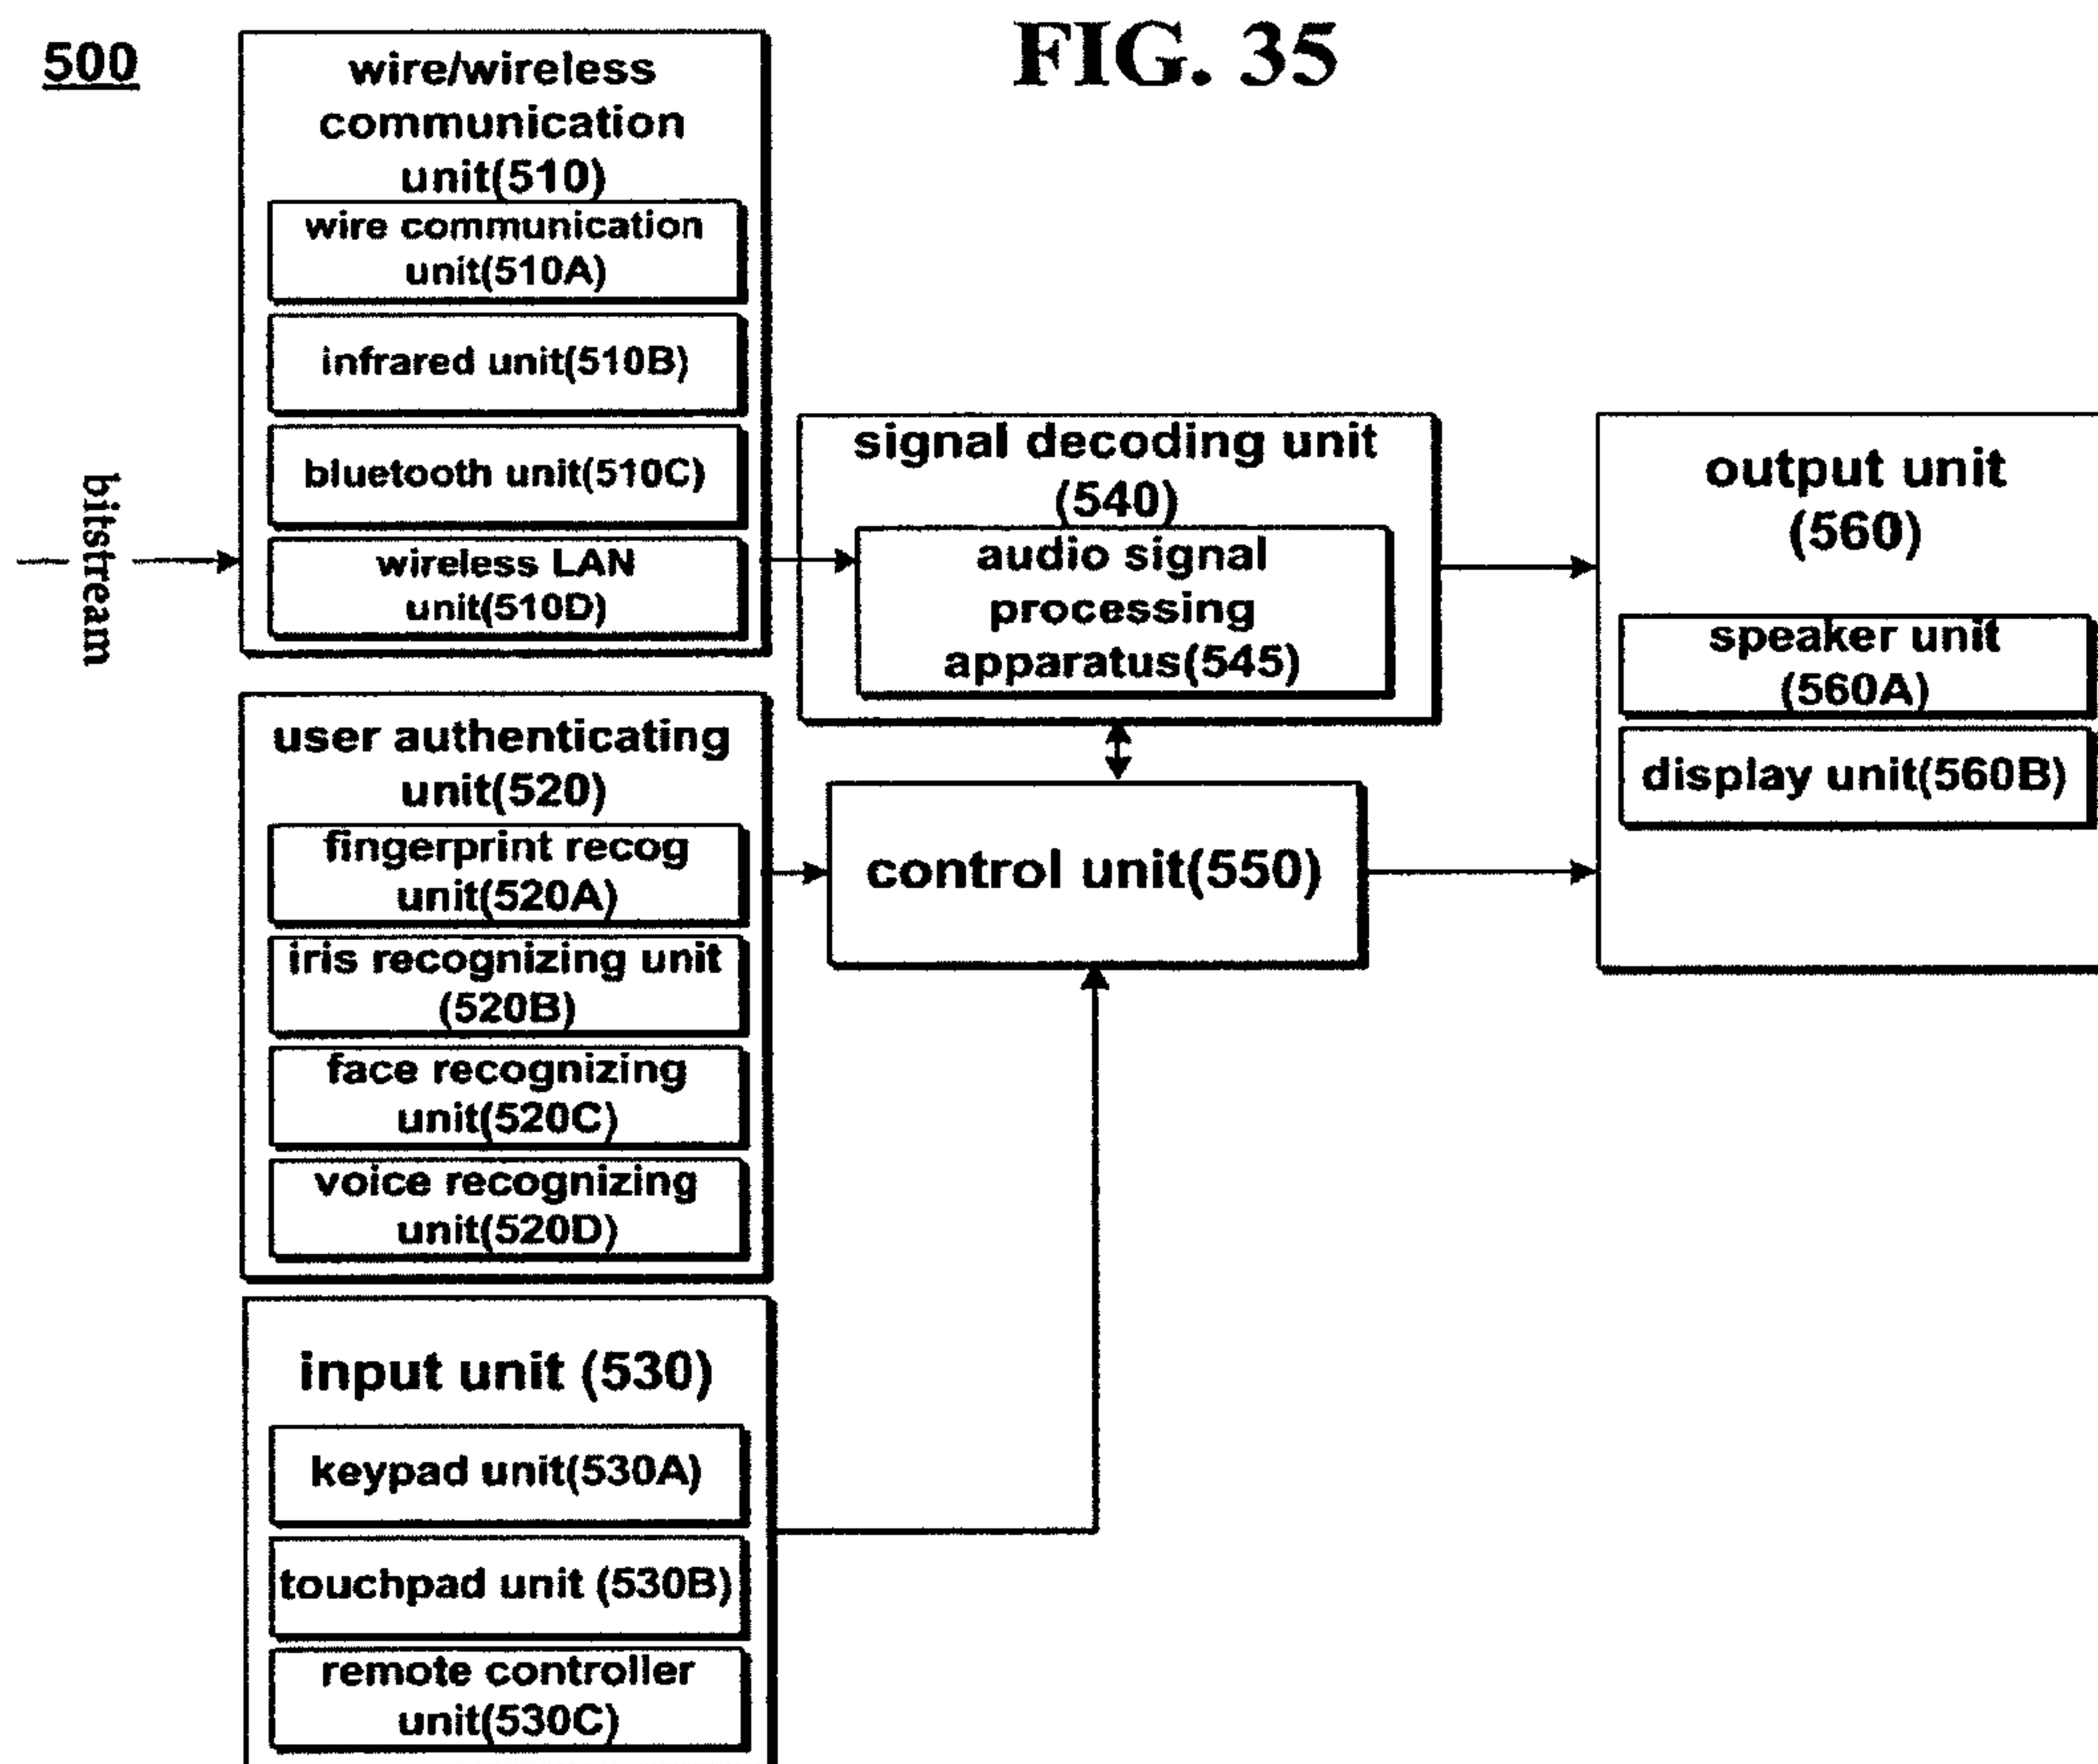 500
FIG. 35
wire/wireless
communication
unit(510)
wire communication
unit(510A)
infrared unit(510B)
bluetooth unit(510C)
wireless LAN
unit(510D)
bitstream
signal decoding unit
(540)
audio signal
processing
apparatus(545)
output unit
(560)
speaker unit
(560A)
display unit(560B)
user authenticating
unit(520)
fingerprint recog
unit(520A)
iris recognizing unit
(520B)
face recognizing
unit(520C)
voice recognizing
unit(520D)
control unit(550)
input unit (530)
keypad unit(530A)
touchpad unit (530B)
remote controller
unit(530C)